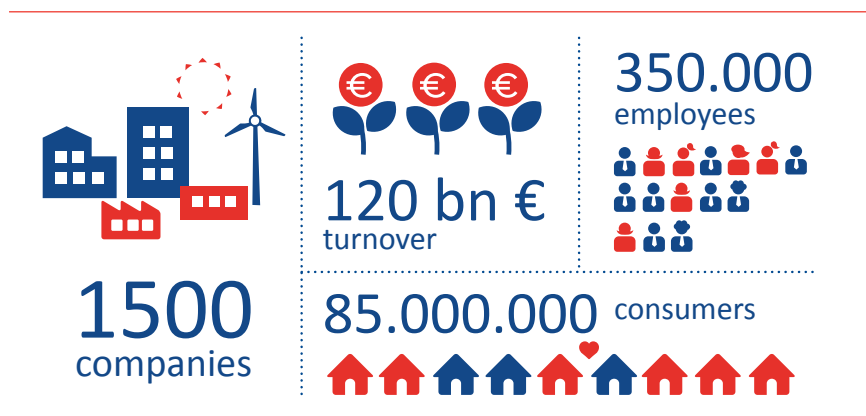 1500
companies
€ € €
120 bn €
turnover
350.000
employees
85.000.000 consumers